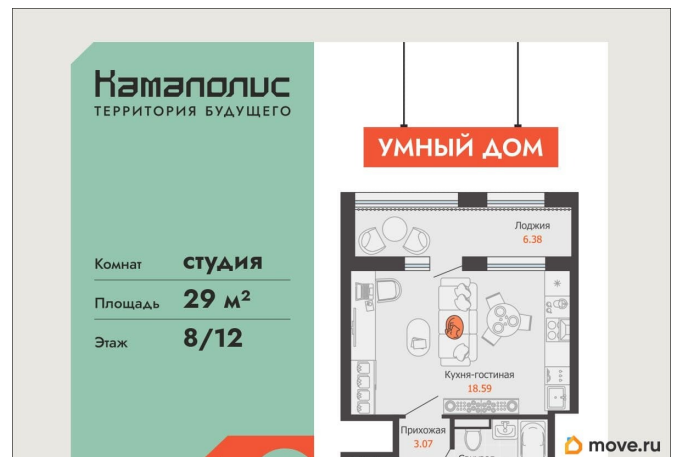 Камаполис
ТЕРРИТОРИЯ БУДУЩЕГО
УМНЫЙ ДОМ
Комнат студия
Площадь 29 м²
Этаж 8/12
Лоджия
6.38
Кухня-гостиная
18.59
Прихожая
3.07
move.ru